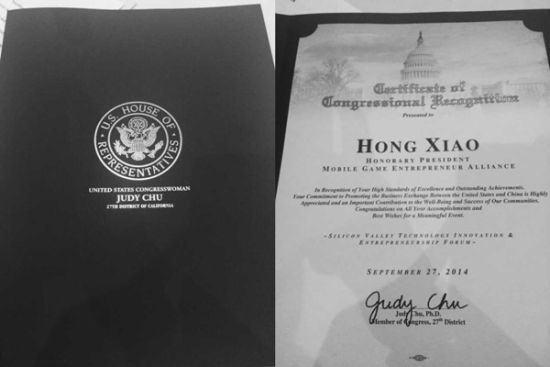 U.S. HOUSE OF
REPRESENTATIVES
UNITED STATES CONGRESSWOMAN
JUDY CHU
27TH DISTRICT OF CALIFORNIA
Certificate of
Congressional Recognition
Presented to
HONG XIAO
HONORARY PRESIDENT
MOBILE GAME ENTREPRENEUR ALLIANCE
In Recognition of Your High Standards of Excellence and Outstanding Achievements.
Your Commitment to Promoting the Business Exchange Between the United States and China is Highly
Appreciated and an Important Contribution to the Well-Being and Success of Our Communities.
Congratulations on All Your Accomplishments and
Best Wishes for a Meaningful Event.
~SILICON VALLEY TECHNOLOGY INNOVATION &
ENTREPRENEURSHIP FORUM~
SEPTEMBER 27, 2014
Judy Chu
Judy Chu, Ph.D.
Member of Congress, 27th District